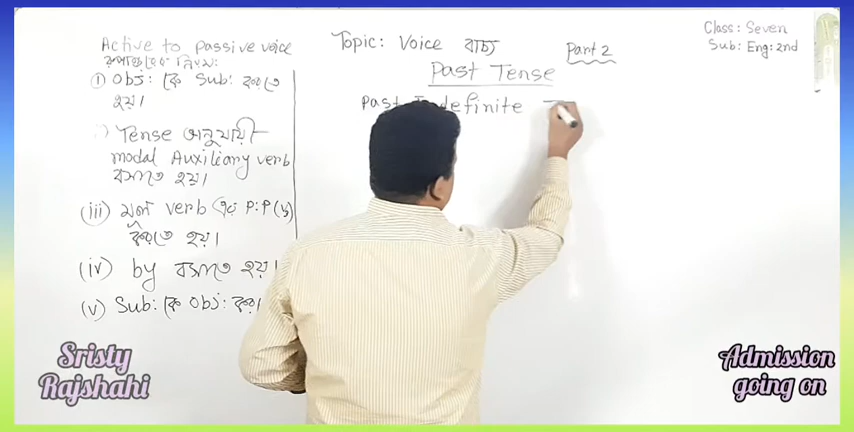 Active to passive voice
রূপান্তরের নিয়ম:
(i) Obj: কে Sub: করতে
হয়।
Tense অনুযায়ী
modal Auxiliary verb
বসাতে হয়।
(iii) মূল verb এর P:P (V3)
করতে হয়।
(iv) by বসাতে হয়।
(v) Sub: কে Obj: কর
Topic: Voice বাচ্য
Part 2
Past Tense
Past Indefinite
Class: Seven
Sub: Eng: 2nd
Sristy
Rajshahi
Admission
going on